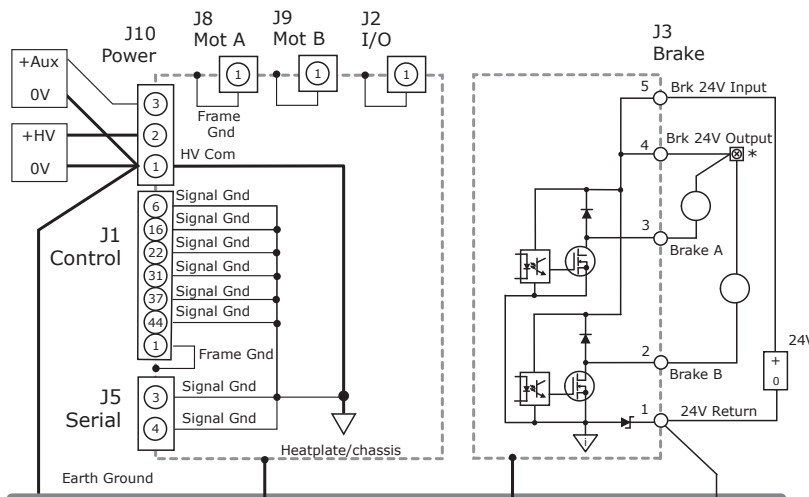 J10
Power
J8
Mot A
J9
Mot B
J2
I/O
J3
Brake
+Aux
0V
+HV
0V
3
2
1
1
1
1
Frame
Gnd
HV Com
J1
Control
6
Signal Gnd
16
Signal Gnd
22
Signal Gnd
31
Signal Gnd
37
Signal Gnd
44
Signal Gnd
1
Frame Gnd
J5
Serial
3
Signal Gnd
4
Signal Gnd
Heatplate/chassis
Earth Ground
5
Brk 24V Input
4
Brk 24V Output
*
3
Brake A
2
Brake B
1
24V Return
24V
+
0
i